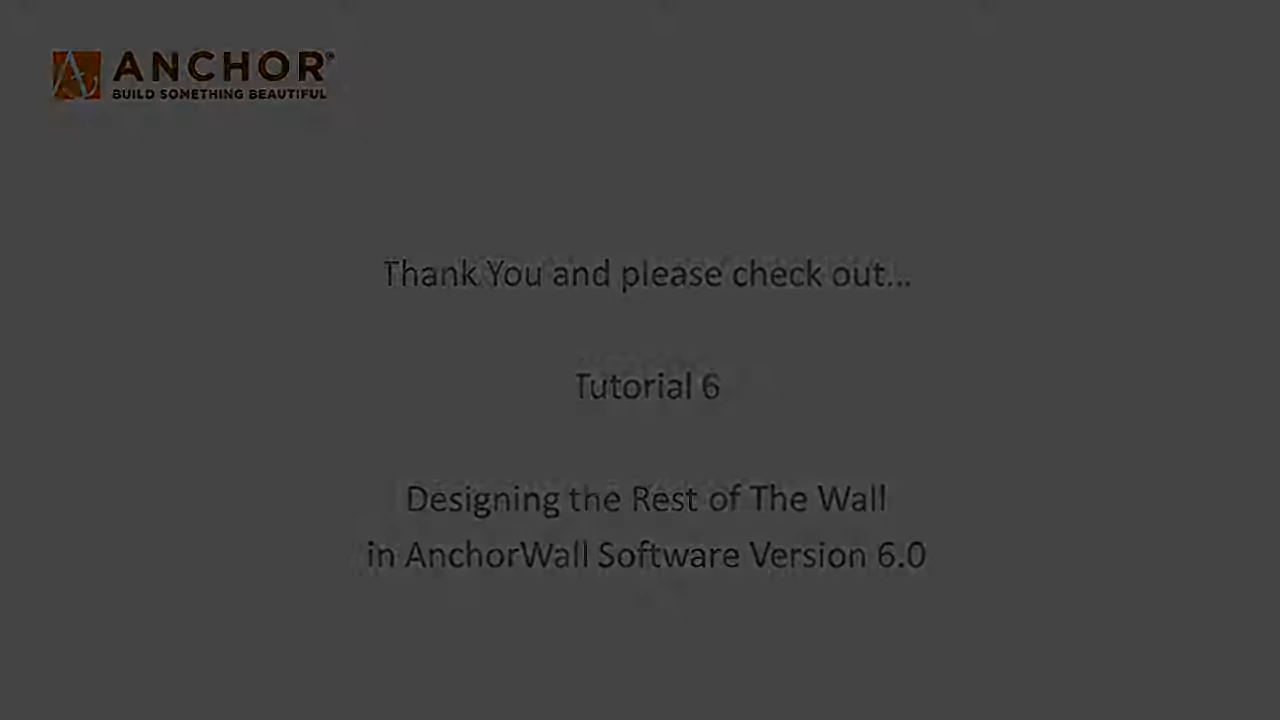 ANCHOR®
BUILD SOMETHING BEAUTIFUL
Thank You and please check out...
Tutorial 6
Designing the Rest of The Wall
in AnchorWall Software Version 6.0